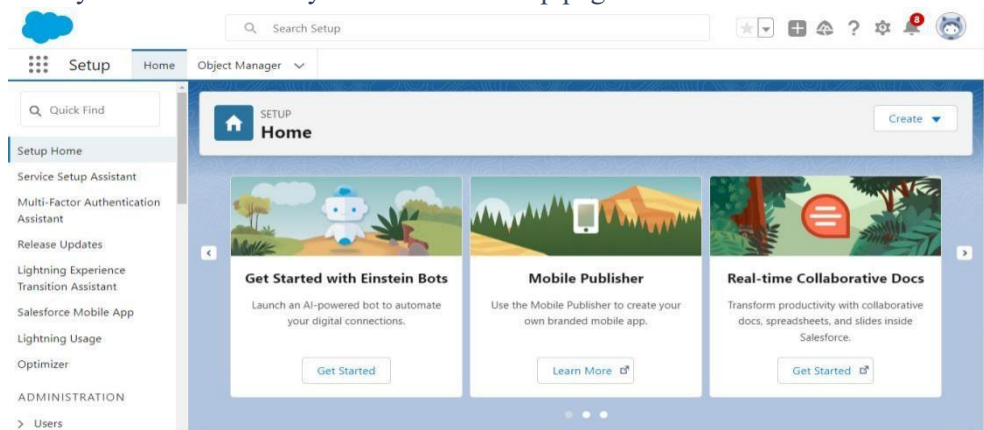 Search Setup
8
Setup
Home
Object Manager
Quick Find
Setup Home
Service Setup Assistant
Multi-Factor Authentication
Assistant
Release Updates
Lightning Experience
Transition Assistant
Salesforce Mobile App
Lightning Usage
Optimizer
ADMINISTRATION
> Users
SETUP
Home
Create
Get Started with Einstein Bots
Launch an AI-powered bot to automate
your digital connections.
Get Started
Mobile Publisher
Use the Mobile Publisher to create your
own branded mobile app.
Learn More
Real-time Collaborative Docs
Transform productivity with collaborative
docs, spreadsheets, and slides inside
Salesforce.
Get Started